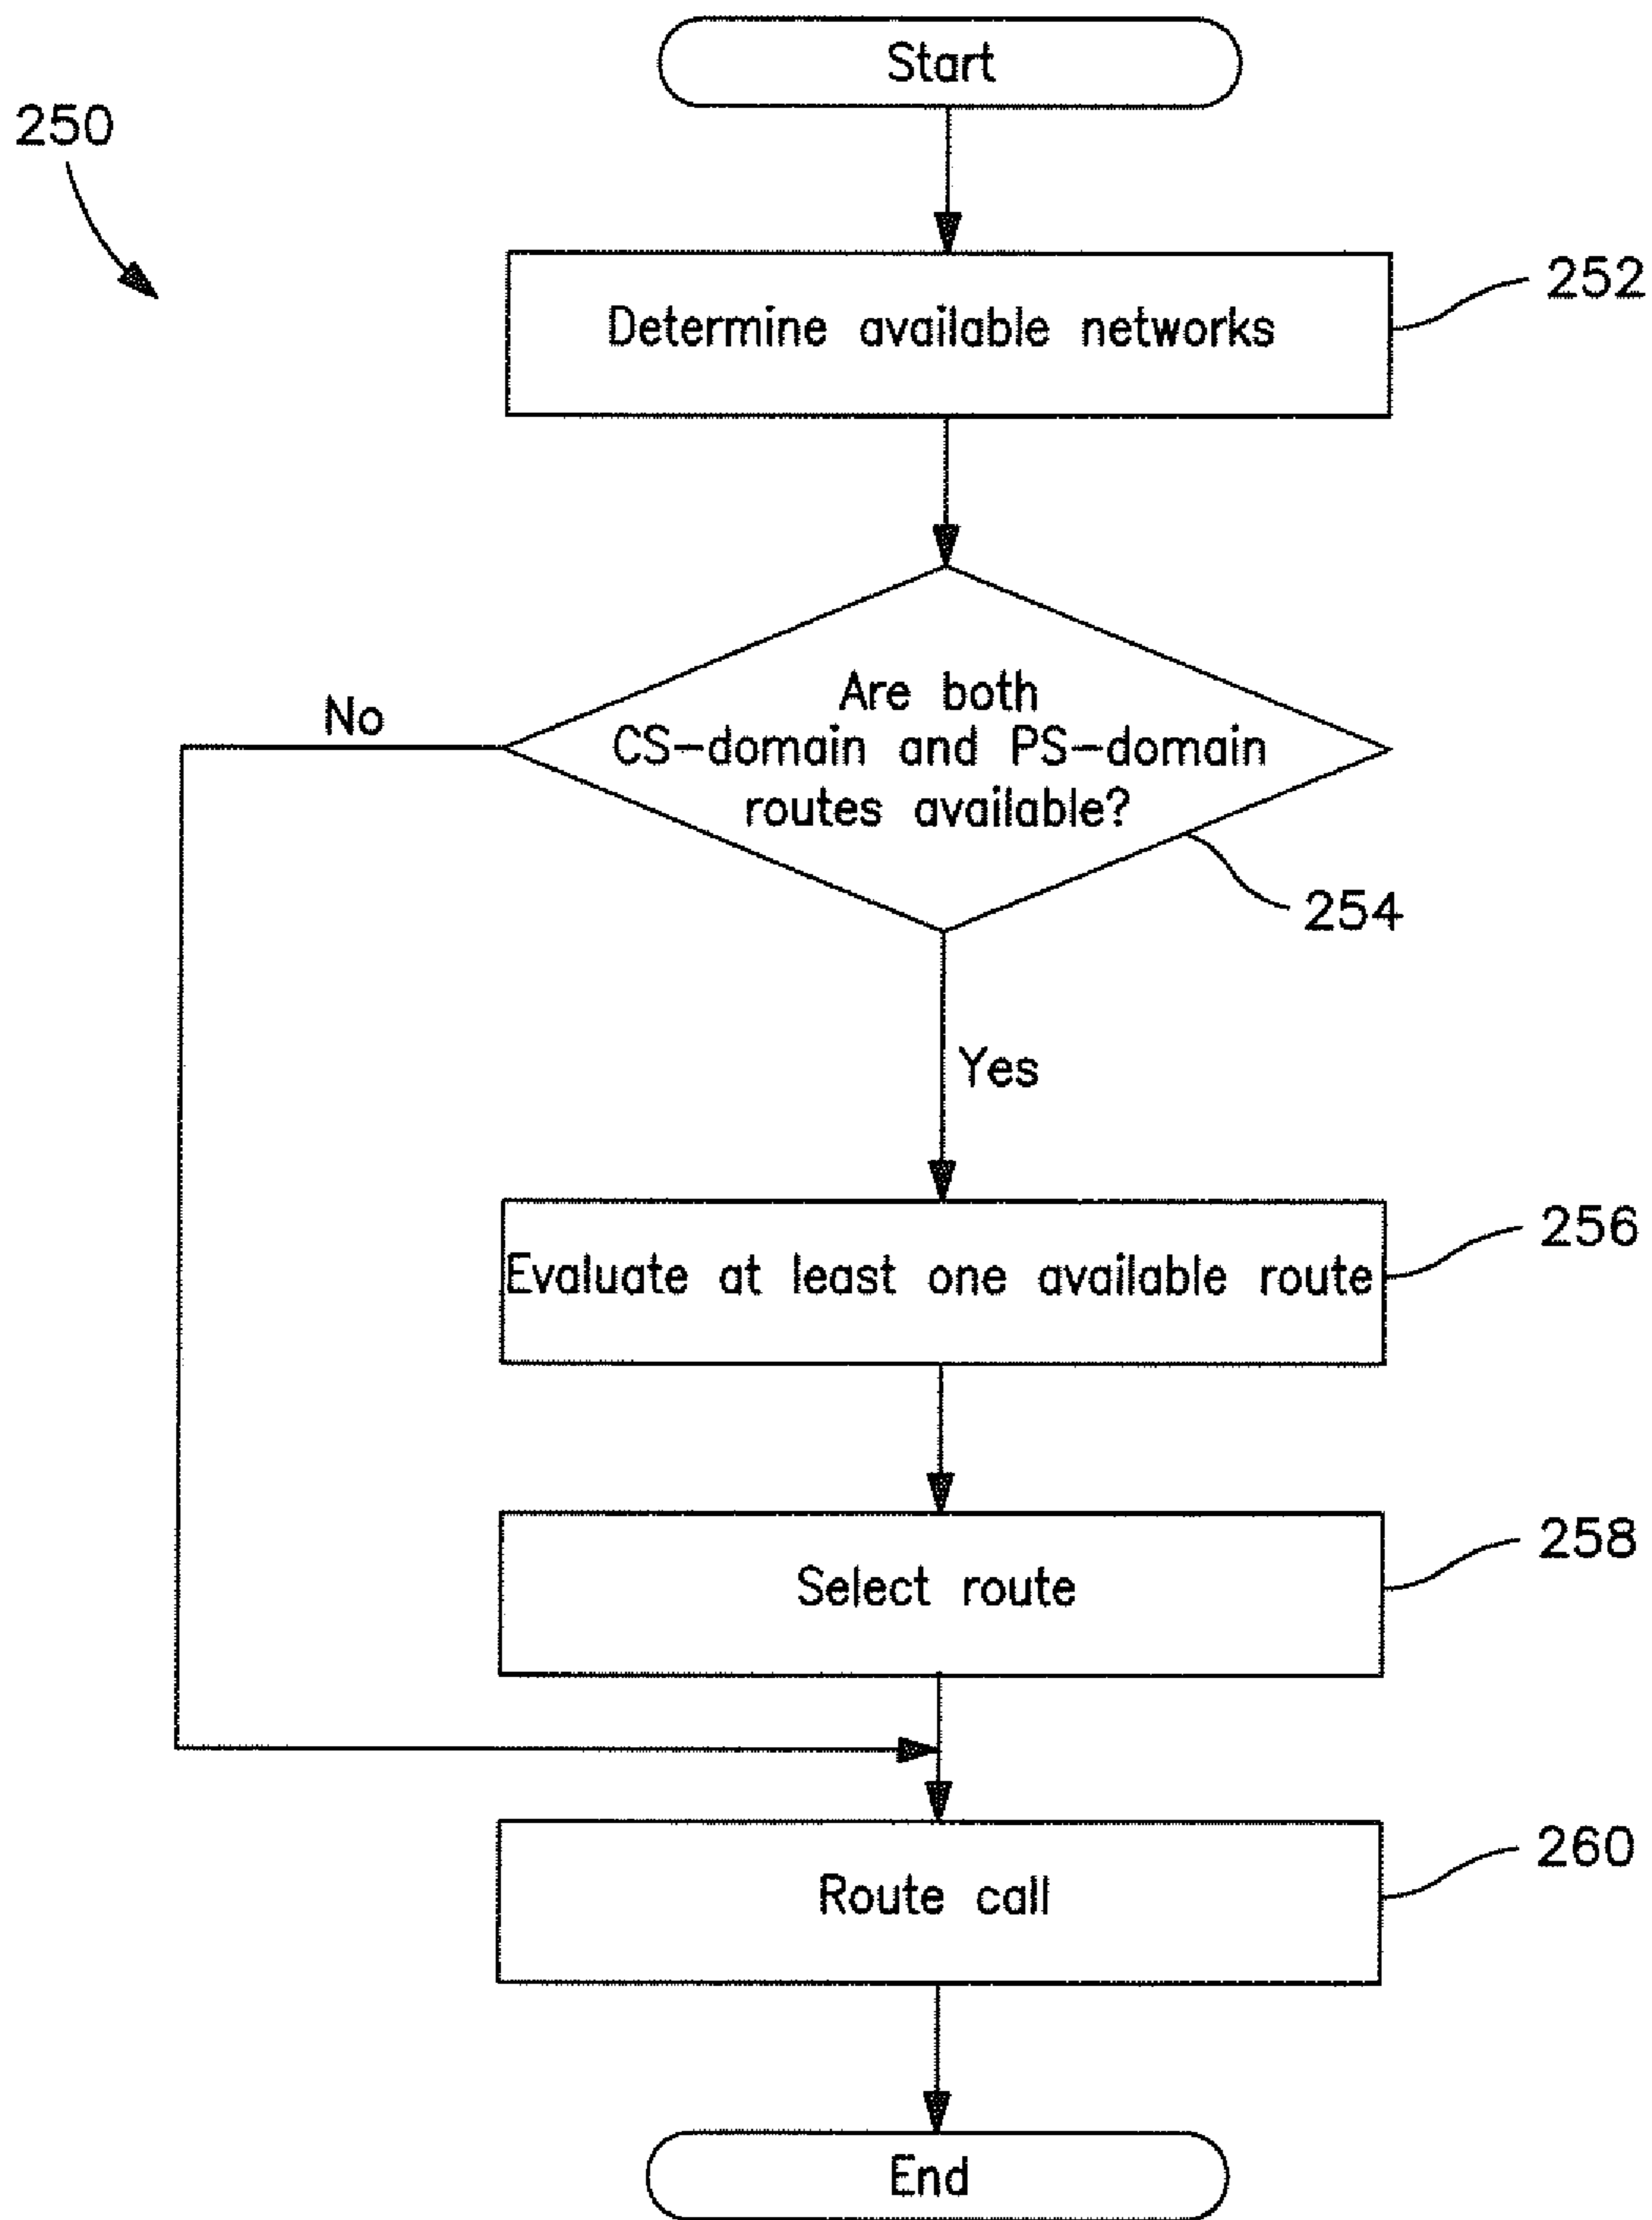 Start
250
Determine available networks
252
Are both
CS-domain and PS-domain
routes available?
No
254
Yes
Evaluate at least one available route
256
Select route
258
Route call
260
End